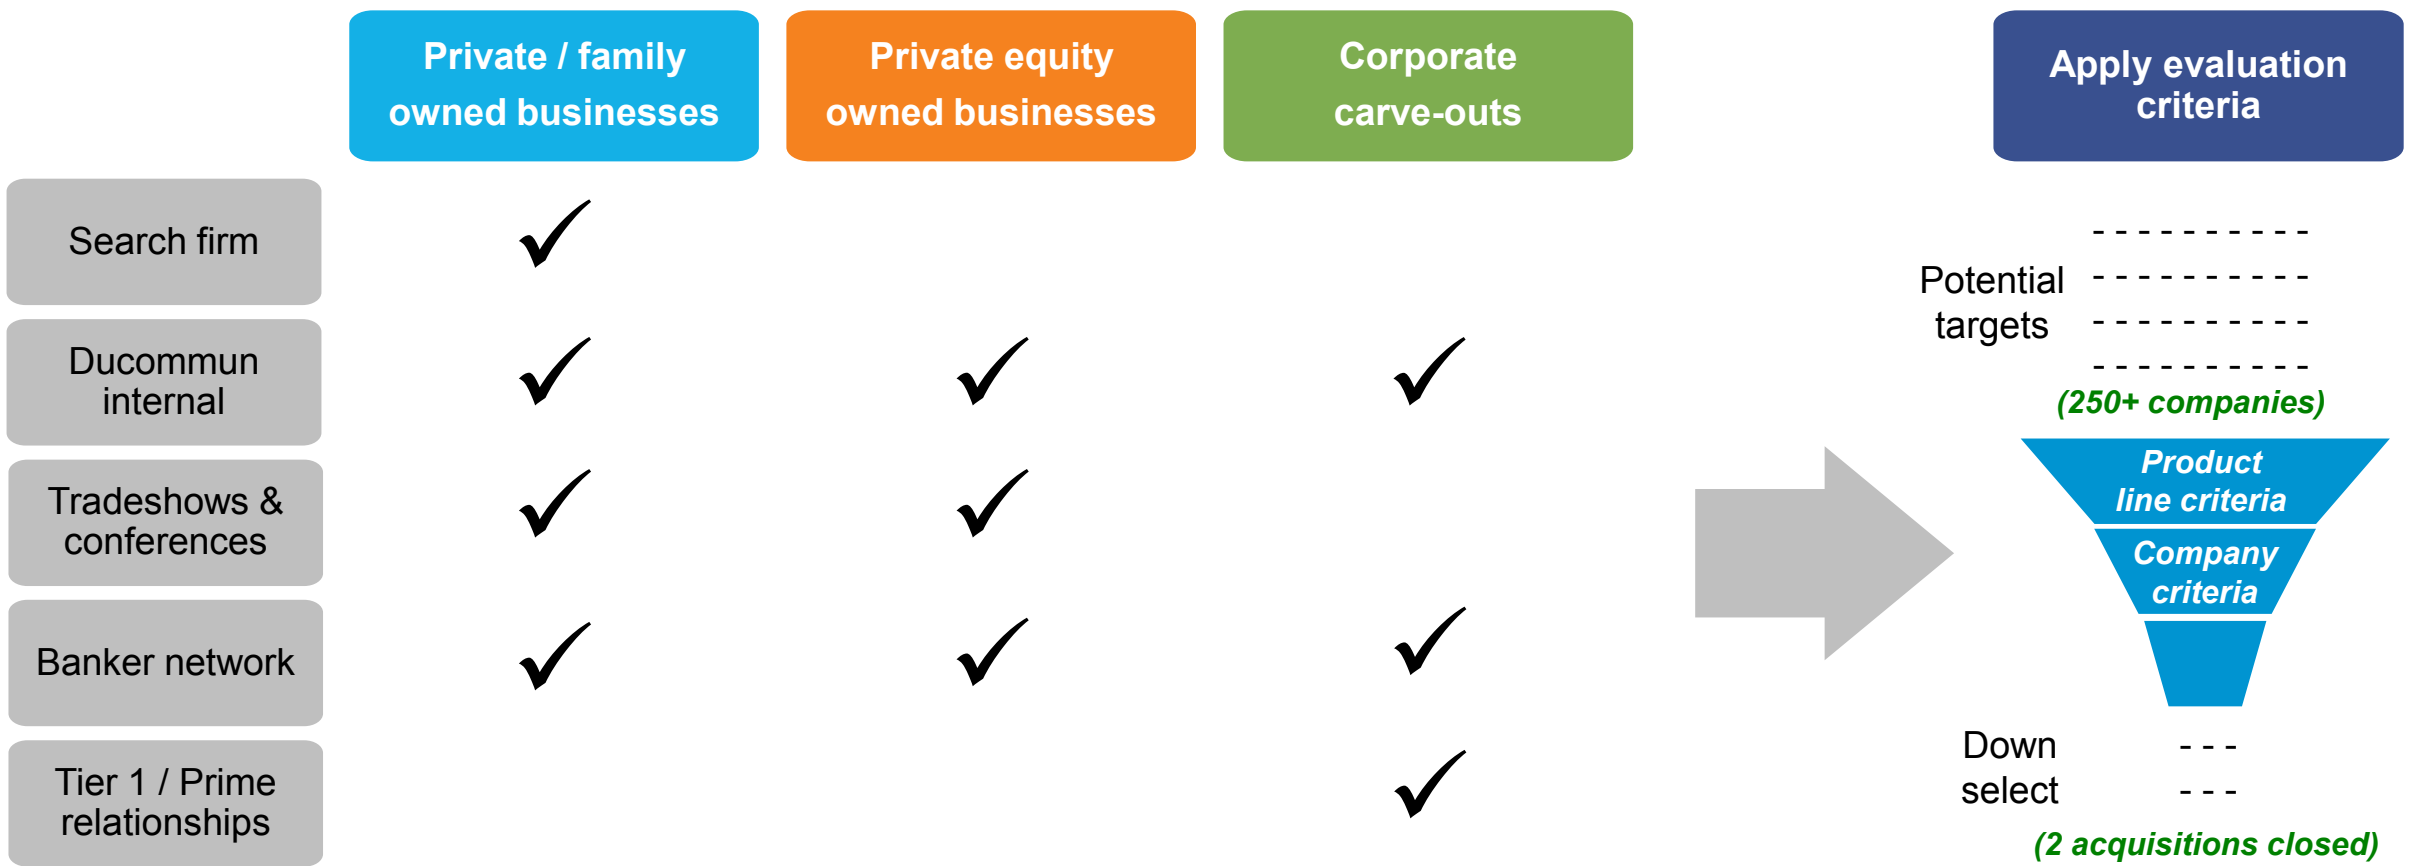 Private / family
owned businesses
Private equity
owned businesses
Corporate
carve-outs
Apply evaluation
criteria
Search firm
Ducommun
internal
Tradeshows &
conferences
Banker network
Tier 1 / Prime
relationships
Potential
targets
- - - - - - - - - -
- - - - - - - - - -
- - - - - - - - - -
- - - - - - - - - -
(250+ companies)
Product
line criteria
Company
criteria
Down
select
- - -
- - -
(2 acquisitions closed)